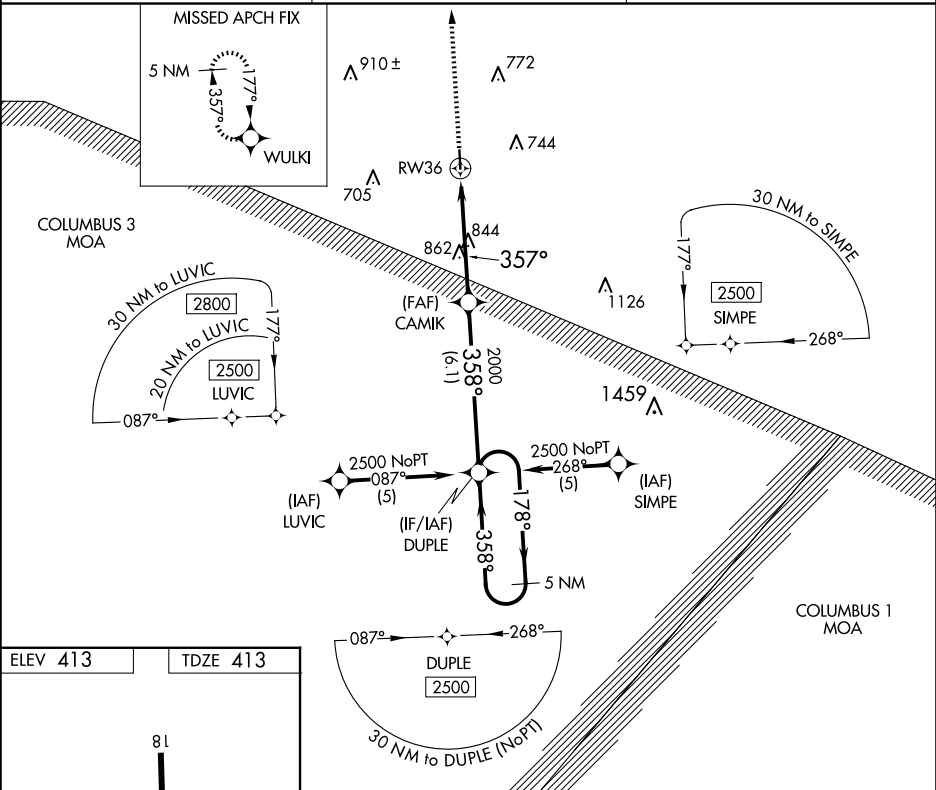 MISSED APCH FIX
5 NM
177°
357°
WULKI
910 ±
772
744
RW36
705
COLUMBUS 3
MOA
844
862
357°
30 NM to SIMPE
177°
2500
SIMPE
268°
1126
30 NM to LUVIC
2800
177°
20 NM to LUVIC
2500
LUVIC
087°
(FAF)
CAMIK
2000
358°
(6.1)
1459
2500 NoPT
087°
(5)
(IAF)
LUVIC
2500 NoPT
268°
(5)
(IAF)
SIMPE
(IF/IAF)
DUPLE
178°
358°
5 NM
COLUMBUS 1
MOA
087°
268°
DUPLE
2500
30 NM to DUPLE (NoPT)
ELEV 413
TDZE 413
18